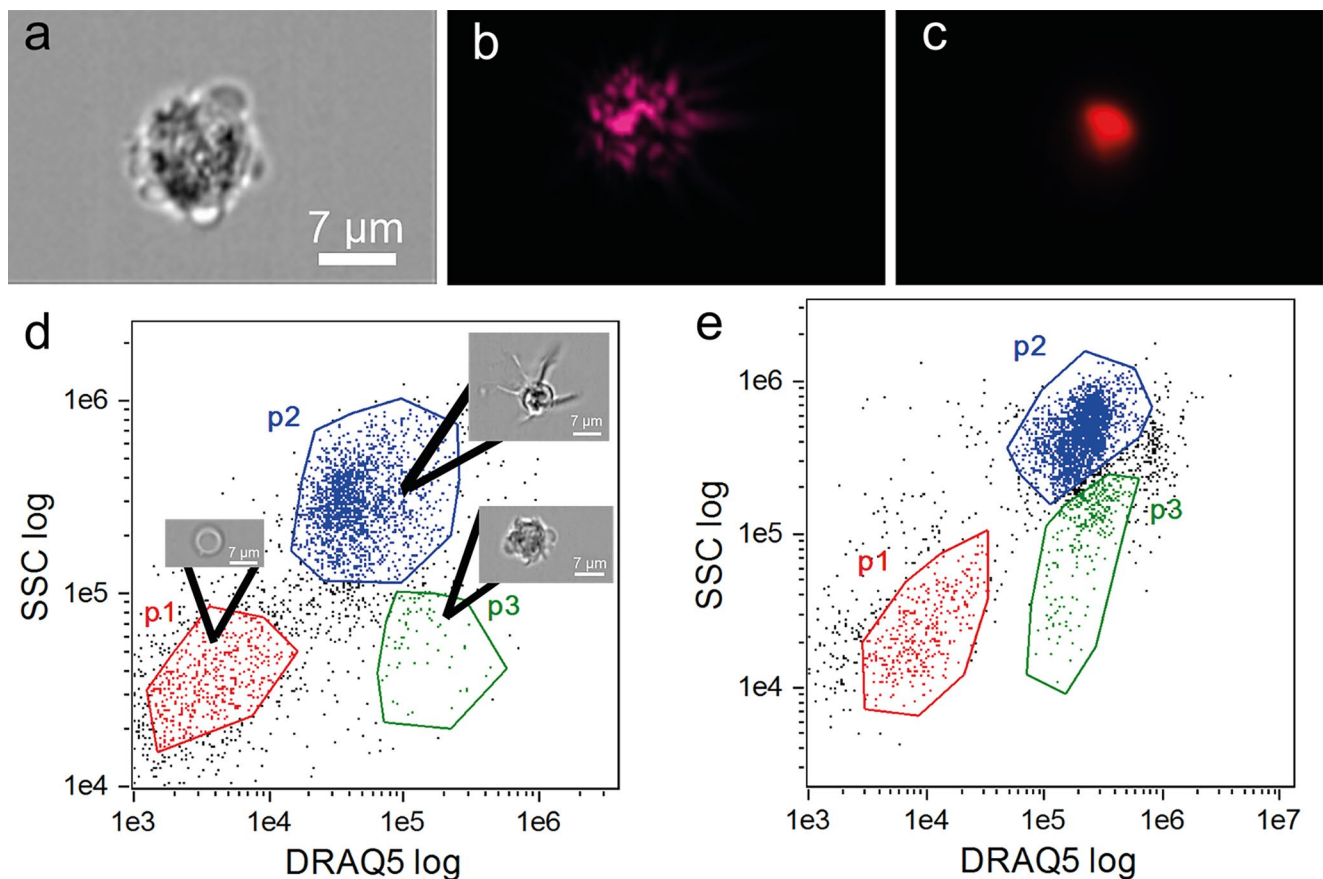 a
7 µm
b
c
d
SSC log
1e6
1e5
1e4
p2
p1
p3
7 µm
7 µm
7 µm
1e3
1e4
1e5
1e6
DRAQ5 log
e
SSC log
1e6
1e5
1e4
p2
p1
p3
1e3
1e4
1e5
1e6
1e7
DRAQ5 log